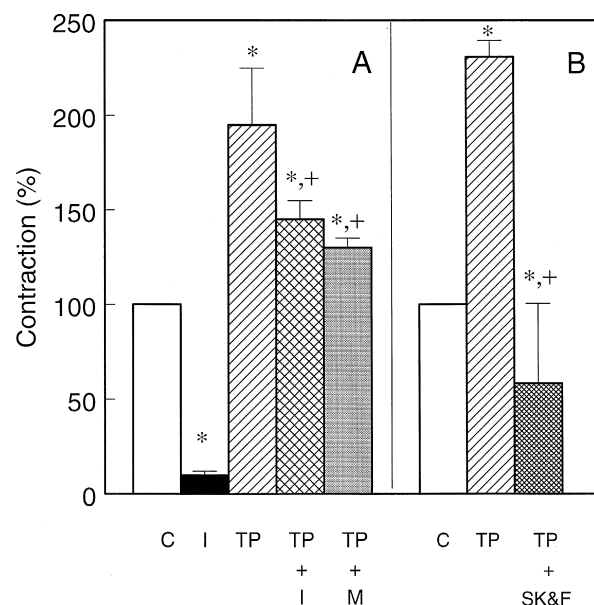 250
200
150
100
50
0
Contraction (%)
A
B
*
*
*,+
*,+
*
*,+
C I TP TP TP C TP TP
+ + +
I M SK&F